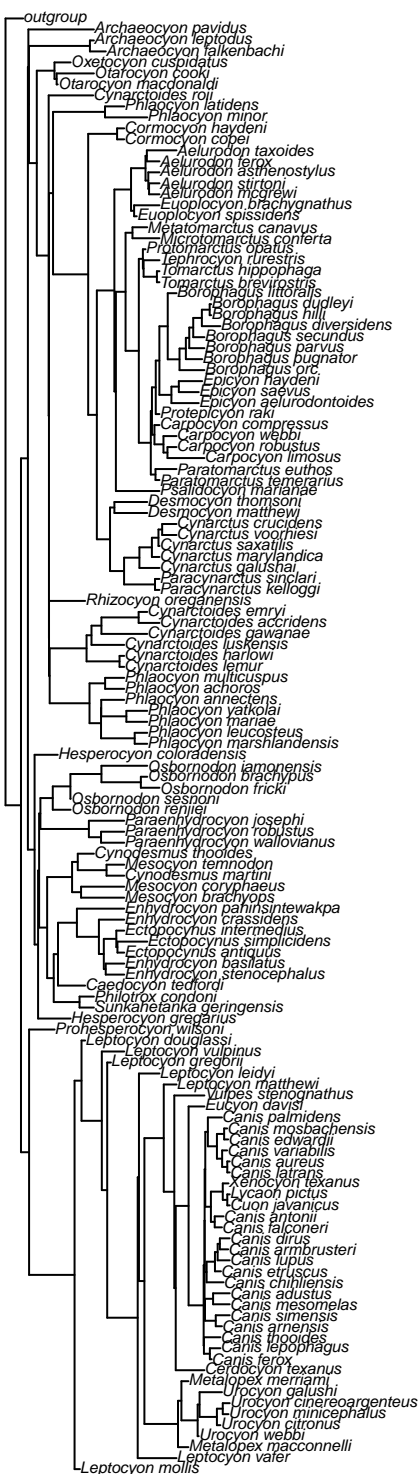 outgroup
Archaeocyon pavidus
Archaeocyon leptodus
Archaeocyon falkenbachi
Oxetocyon cuspidatus
Otarocyon cooki
Otarocyon macdonaldi
Cynarctoides roii
Phlaocyon latidens
Phlaocyon minor
Cormocyon haydeni
Cormocyon copei
Aelurodon taxoides
Aelurodon ferox
Aelurodon asthenostylus
Aelurodon stirtoni
Aelurodon mcgrewi
Euoplocyon brachygnathus
Euoplocyon spissidens
Metatomarctus canavus
Microtomarctus conferta
Protomarctus opatus
Tephrocyon rurestris
Tomarctus hippophaga
Tomarctus brevirostris
Borophagus littoralis
Borophagus dudleyi
Borophagus hilli
Borophagus diversidens
Borophagus secundus
Borophagus parvus
Borophagus pugnator
Borophagus orc
Epicyon haydeni
Epicyon saevus
Epicyon aelurodontoides
Protepicyon raki
Carpocyon compressus
Carpocyon webbi
Carpocyon robustus
Carpocyon limosus
Paratomarctus euthos
Paratomarctus temerarius
Psalidocyon marianae
Desmocyon thomsoni
Desmocyon matthewi
Cynarctus crucidens
Cynarctus voorhiesi
Cynarctus saxatilis
Cynarctus marylandica
Cynarctus galushai
Paracynarctus sinclari
Paracynarctus kelloggi
Rhizocyon oreganensis
Cynarctoides emryi
Cynarctoides accridens
Cynarctoides gawanae
Cynarctoides luskensis
Cynarctoides harlowi
Cynarctoides lemur
Phlaocyon multicuspus
Phlaocyon achoros
Phlaocyon annectens
Phlaocyon yatkolai
Phlaocyon mariae
Phlaocyon leucosteus
Phlaocyon marshlandensis
Hesperocyon coloradensis
Osbornodon iamonensis
Osbornodon brachypus
Osbornodon fricki
Osbornodon sesnoni
Osbornodon renjiei
Paraenhydrocyon josephi
Paraenhydrocyon robustus
Paraenhydrocyon wallovianus
Cynodesmus thooides
Mesocyon temnodon
Cynodesmus martini
Mesocyon coryphaeus
Mesocyon brachyops
Enhydrocyon pahinsintewakpa
Enhydrocyon crassidens
Ectopocynus intermedius
Ectopocynus simplicidens
Ectopocynus antiquus
Enhydrocyon basilatus
Enhydrocyon stenocephalus
Caedocyon tedfordi
Philotrox condoni
Sunkahetanka geringensis
Hesperocyon gregarius
Prohesperocyon wilsoni
Leptocyon douglassi
Leptocyon vulpinus
Leptocyon gregorii
Leptocyon leidyi
Leptocyon matthewi
Vulpes stenognathus
Eucyon davisi
Canis palmidens
Canis mosbachensis
Canis edwardii
Canis variabilis
Canis aureus
Canis latrans
Xenocyon texanus
Lycaon pictus
Cuon javanicus
Canis antonii
Canis falconeri
Canis dirus
Canis armbrusteri
Canis lupus
Canis etruscus
Canis chihliensis
Canis adustus
Canis mesomelas
Canis simensis
Canis arnensis
Canis thooides
Canis lepophagus
Canis ferox
Cerdocyon texanus
Metalopex merriami
Urocyon galushi
Urocyon cinereoargenteus
Urocyon minicephalus
Urocyon citronus
Urocyon webbi
Metalopex macconnelli
Leptocyon vafer
Leptocyon mollis